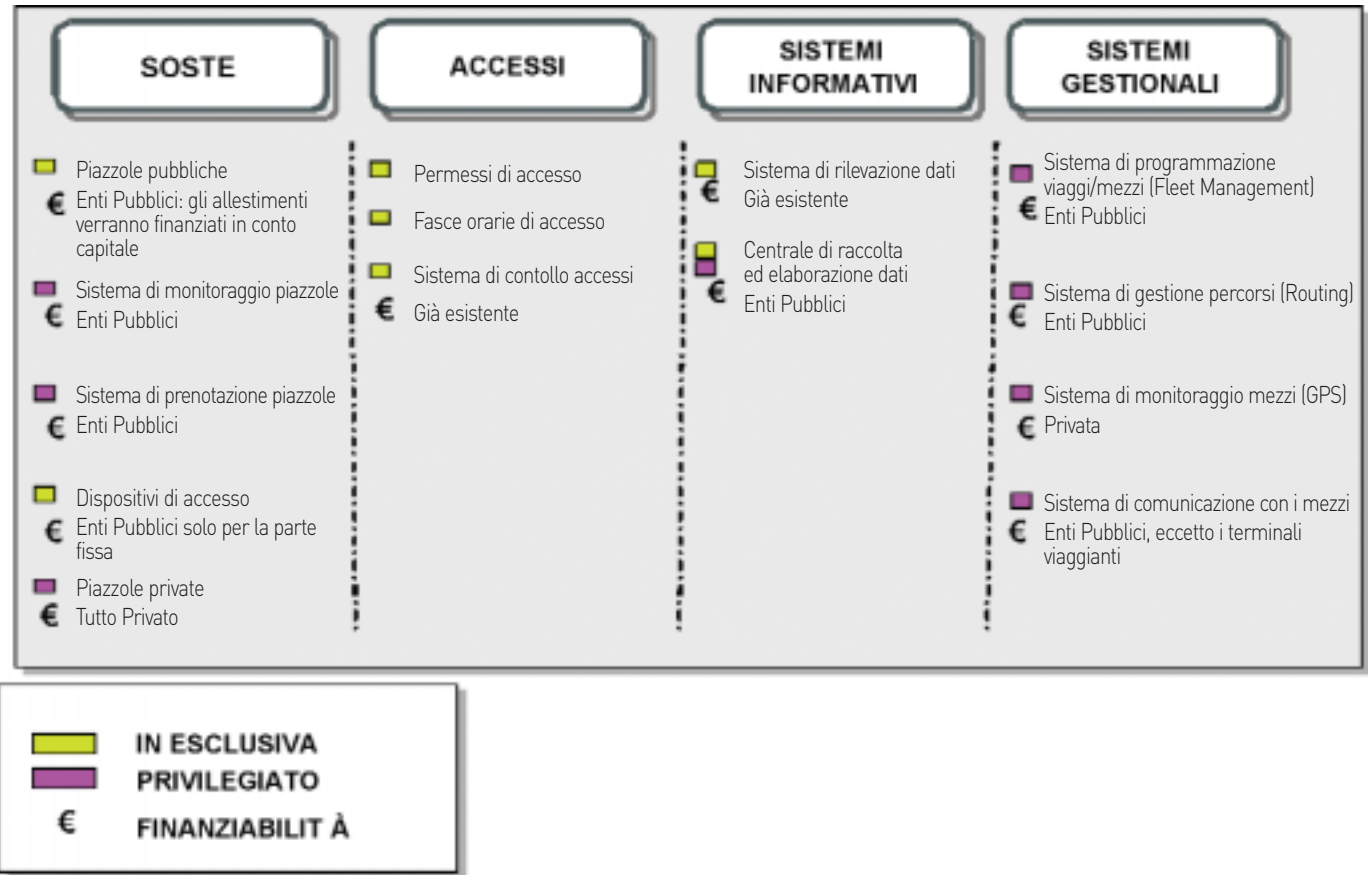 SOSTE
Piazzole pubbliche
€ Enti Pubblici: gli allestimenti
verranno finanziati in conto
capitale
Sistema di monitoraggio piazzole
€ Enti Pubblici
Sistema di prenotazione piazzole
€ Enti Pubblici
Dispositivi di accesso
€ Enti Pubblici solo per la parte
fissa
Piazzole private
€ Tutto Privato
ACCESSI
Permessi di accesso
Fasce orarie di accesso
Sistema di contollo accessi
€ Già esistente
SISTEMI
INFORMATIVI
Sistema di rilevazione dati
€ Già esistente
Centrale di raccolta
ed elaborazione dati
€ Enti Pubblici
SISTEMI
GESTIONALI
Sistema di programmazione
viaggi/mezzi (Fleet Management)
€ Enti Pubblici
Sistema di gestione percorsi (Routing)
€ Enti Pubblici
Sistema di monitoraggio mezzi (GPS)
€ Privata
Sistema di comunicazione con i mezzi
€ Enti Pubblici, eccetto i terminali
viaggianti
IN ESCLUSIVA
PRIVILEGIATO
€ FINANZIABILIT À